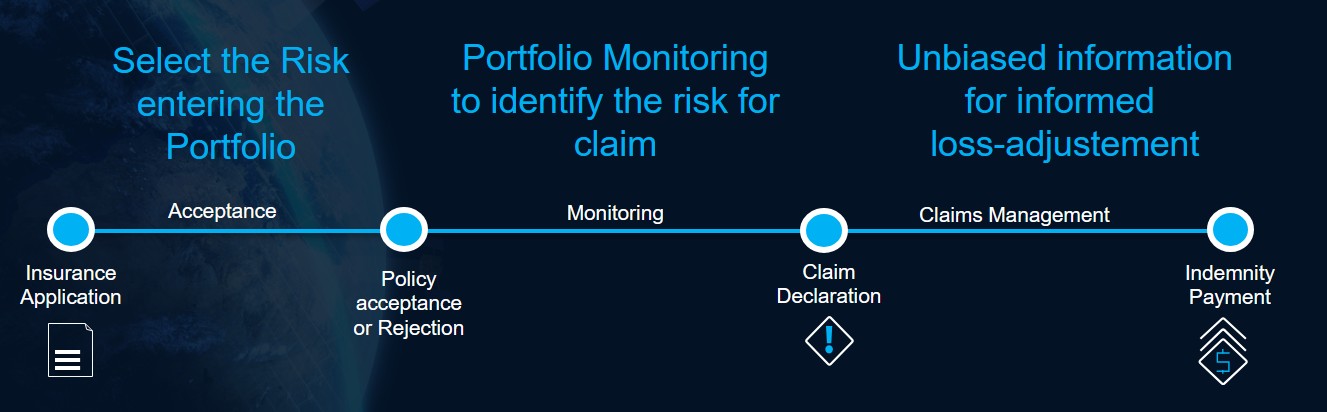 Select the Risk
entering the
Portfolio
Portfolio Monitoring
to identify the risk for
claim
Unbiased information
for informed
loss-adjustement
Acceptance
Monitoring
Claims Management
Insurance
Application
Policy
acceptance
or Rejection
Claim
Declaration
!
Indemnity
Payment
$